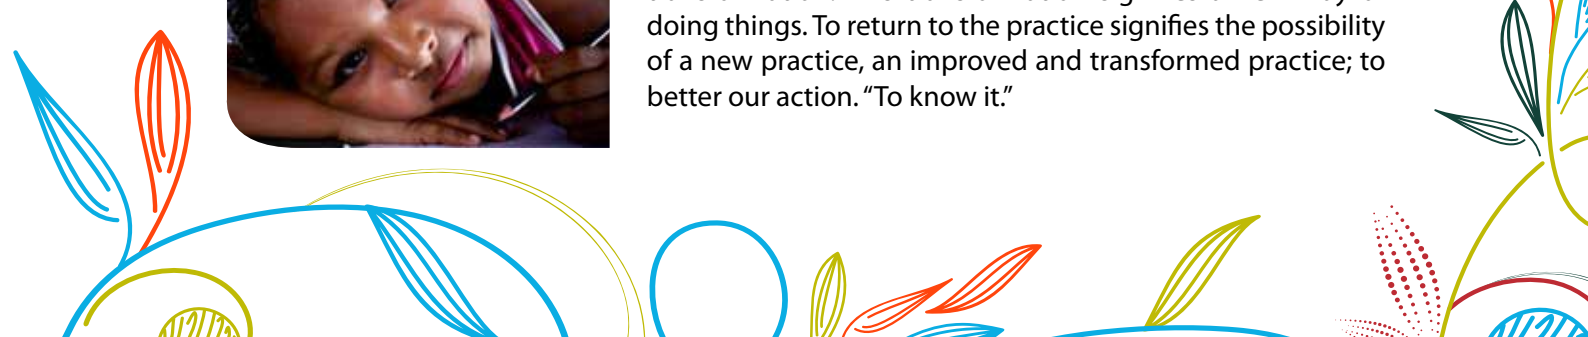 doing things. To return to the practice signifies the possibility
of a new practice, an improved and transformed practice; to
better our action. “To know it.”